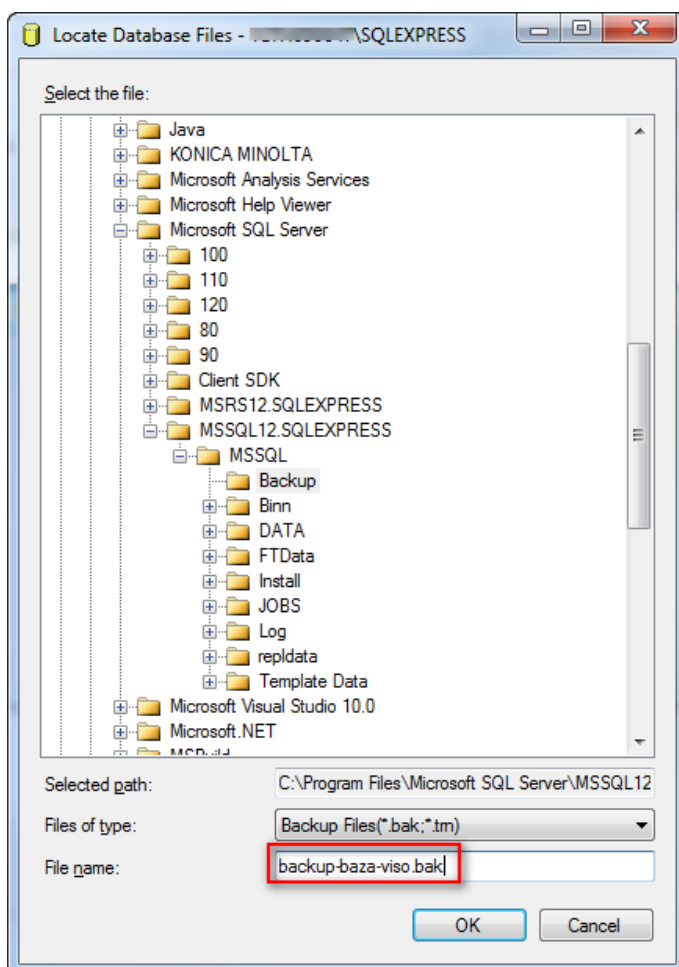 Locate Database Files - \SQLEXPRESS
Select the file:
Java
KONICA MINOLTA
Microsoft Analysis Services
Microsoft Help Viewer
Microsoft SQL Server
100
110
120
80
90
Client SDK
MSRS12.SQLEXPRESS
MSSQL12.SQLEXPRESS
MSSQL
Backup
Binn
DATA
FTData
Install
JOBS
Log
repldata
Template Data
Microsoft Visual Studio 10.0
Microsoft.NET
MSBuild
Selected path: C:\Program Files\Microsoft SQL Server\MSSQL12
Files of type: Backup Files(*.bak;*.trn)
File name: backup-baza-viso.bak
OK Cancel